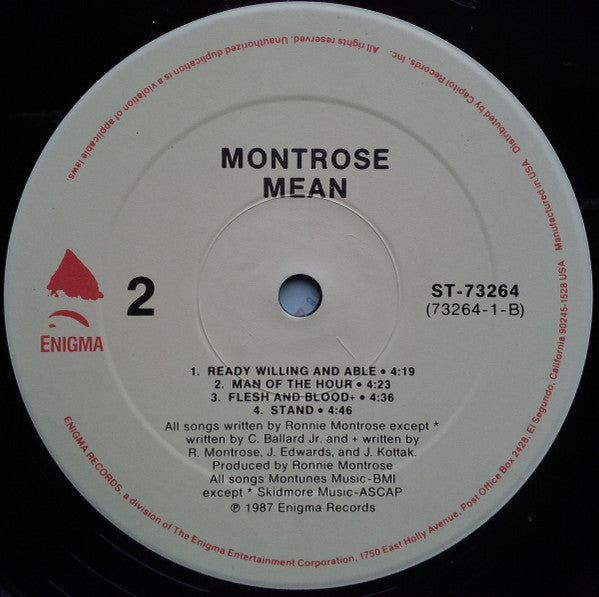 MONTROSE
MEAN
2
ENIGMA
ST-73264
(73264-1-B)
1. READY WILLING AND ABLE • 4:19
2. MAN OF THE HOUR • 4:23
3. FLESH AND BLOOD+ • 4:36
4. STAND • 4:46
All songs written by Ronnie Montrose except *
written by C. Ballard Jr. and + written by
R. Montrose, J. Edwards, and J. Kottak.
Produced by Ronnie Montrose
All songs Montunes Music-BMI
except * Skidmore Music-ASCAP
℗ 1987 Enigma Records
ENIGMA RECORDS, a division of The Enigma Entertainment Corporation, 1750 East Holly Avenue, Post Office Box 2428, El Segundo, California 90245-1528 USA Manufactured in USA Distributed by Capitol Records, Inc. All rights reserved. Unauthorized duplication is a violation of applicable laws.